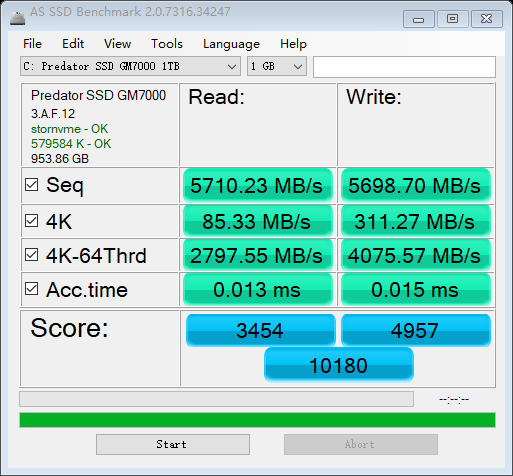 AS SSD Benchmark 2.0.7316.34247
File Edit View Tools Language Help
C: Predator SSD GM7000 1TB 1 GB
Predator SSD GM7000 Read: Write:
3.A.F.12
stornvme - OK
579584 K - OK
953.86 GB
Seq 5710.23 MB/s 5698.70 MB/s
4K 85.33 MB/s 311.27 MB/s
4K-64Thrd 2797.55 MB/s 4075.57 MB/s
Acc.time 0.013 ms 0.015 ms
Score: 3454 4957
10180
--:--:--
Start Abort